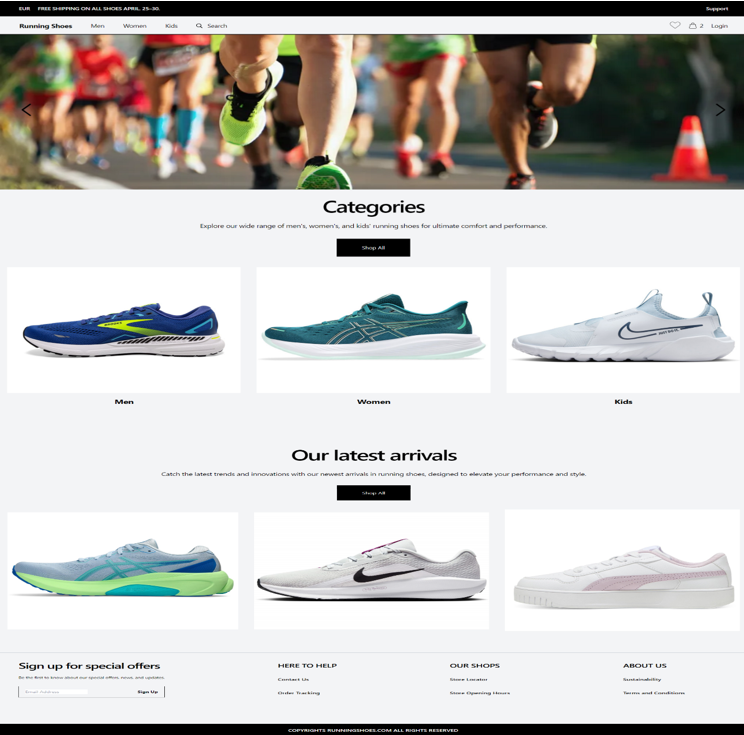 EUR FREE SHIPPING ON ALL SHOES APRIL 25-30. Support
Running Shoes Men Women Kids Search 2 Login
Categories
Explore our wide range of men's, women's, and kids' running shoes for ultimate comfort and performance.
Shop All
Men Women Kids
Our latest arrivals
Catch the latest trends and innovations with our newest arrivals in running shoes, designed to elevate your performance and style.
Shop All
Sign up for special offers HERE TO HELP OUR SHOPS ABOUT US
Be the first to know about our special offers, news, and updates.
Contact Us Store Locator Sustainability
Email Address Sign Up Order Tracking Store Opening Hours Terms and Conditions
COPYRIGHTS RUNNINGSHOES.COM ALL RIGHTS RESERVED